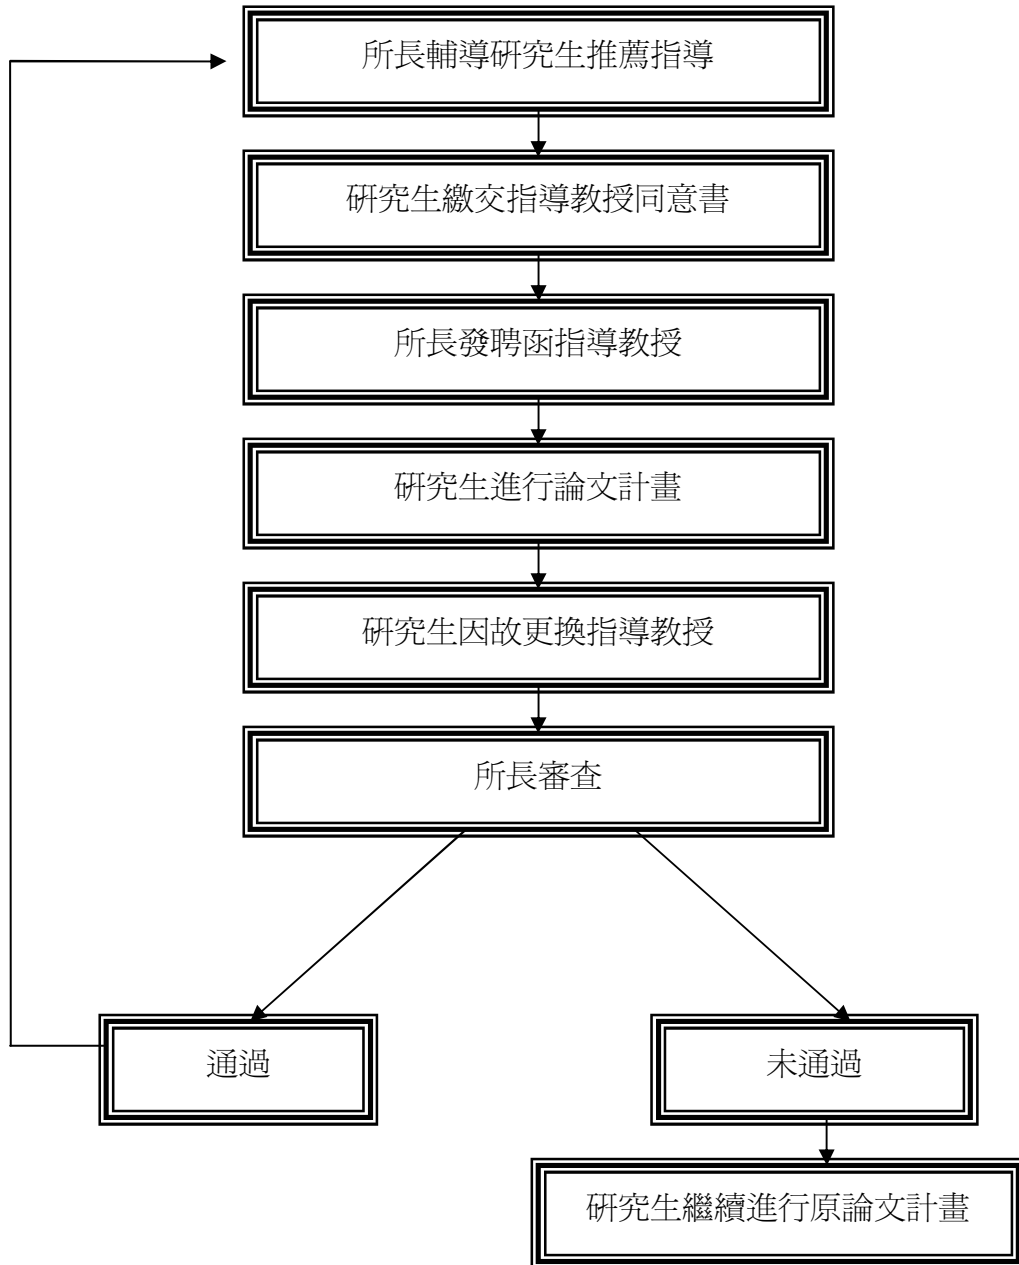 所長輔導研究生推薦指導
研究生繳交指導教授同意書
所長發聘函指導教授
研究生進行論文計畫
研究生因故更換指導教授
所長審查
通過
未通過
研究生繼續進行原論文計畫